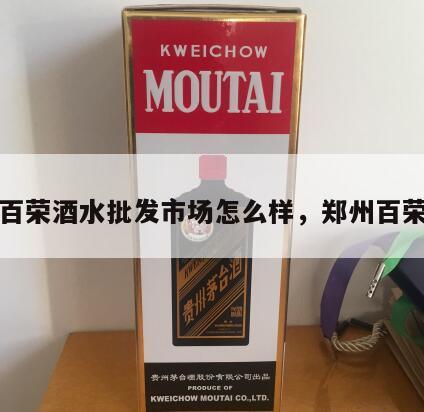 KWEICHOW
MOUTAI
百荣酒水批发市场怎么样，郑州百荣
KWEICHOW
贵州茅台酒
贵州茅台酒股份有限公司出品
PRODUCE OF
KWEICHOW MOUTAI CO.,LTD.